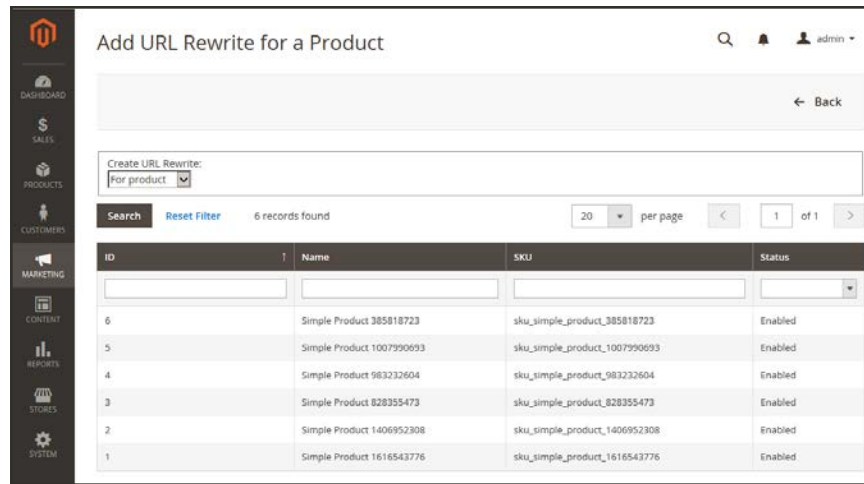 Add URL Rewrite for a Product
admin
DASHBOARD
← Back
SALES
Create URL Rewrite:
For product
PRODUCTS
Search Reset Filter 6 records found 20 per page < 1 of 1 >
CUSTOMERS
ID ↑ Name SKU Status
MARKETING
CONTENT
6 Simple Product 385818723 sku_simple_product_385818723 Enabled
5 Simple Product 1007990693 sku_simple_product_1007990693 Enabled
REPORTS
4 Simple Product 983232604 sku_simple_product_983232604 Enabled
3 Simple Product 828355473 sku_simple_product_828355473 Enabled
STORES
2 Simple Product 1406952308 sku_simple_product_1406952308 Enabled
SYSTEM
1 Simple Product 1616543776 sku_simple_product_1616543776 Enabled